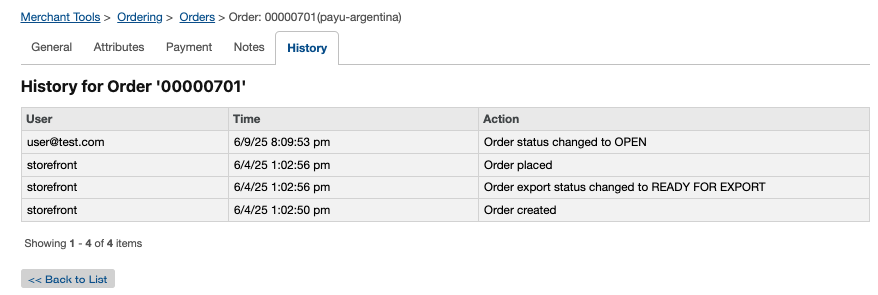 Merchant Tools > Ordering > Orders > Order: 00000701(payu-argentina)
General Attributes Payment Notes History
History for Order '00000701'
User Time Action
user@test.com 6/9/25 8:09:53 pm Order status changed to OPEN
storefront 6/4/25 1:02:56 pm Order placed
storefront 6/4/25 1:02:56 pm Order export status changed to READY FOR EXPORT
storefront 6/4/25 1:02:50 pm Order created
Showing 1 - 4 of 4 items
<< Back to List